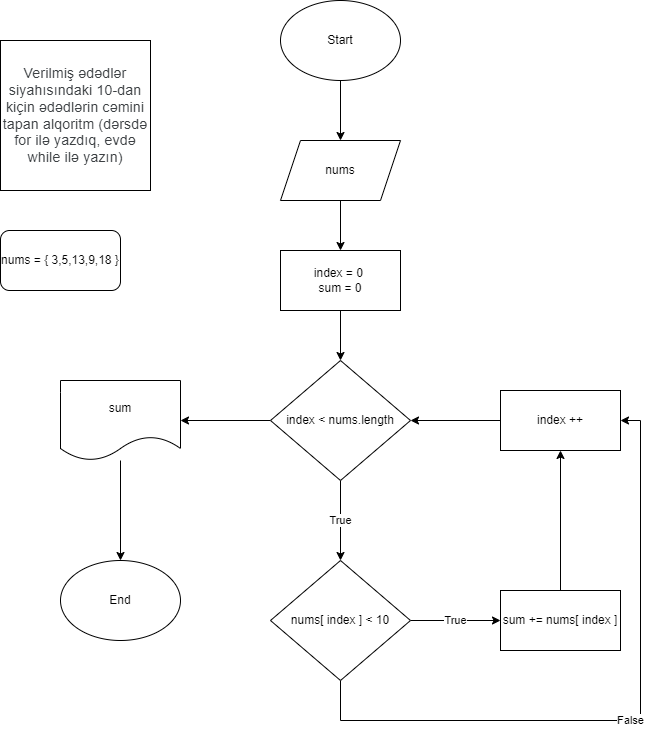 Start
Verilmiş ədədlər
siyahısındaki 10-dan
kiçin ədədlərin cəmini
tapan alqoritm (dərsdə
for ilə yazdıq, evdə
while ilə yazın)
nums
nums = { 3,5,13,9,18 }
index = 0
sum = 0
sum
index < nums.length
index ++
True
End
nums[ index ] < 10
True
sum += nums[ index ]
False